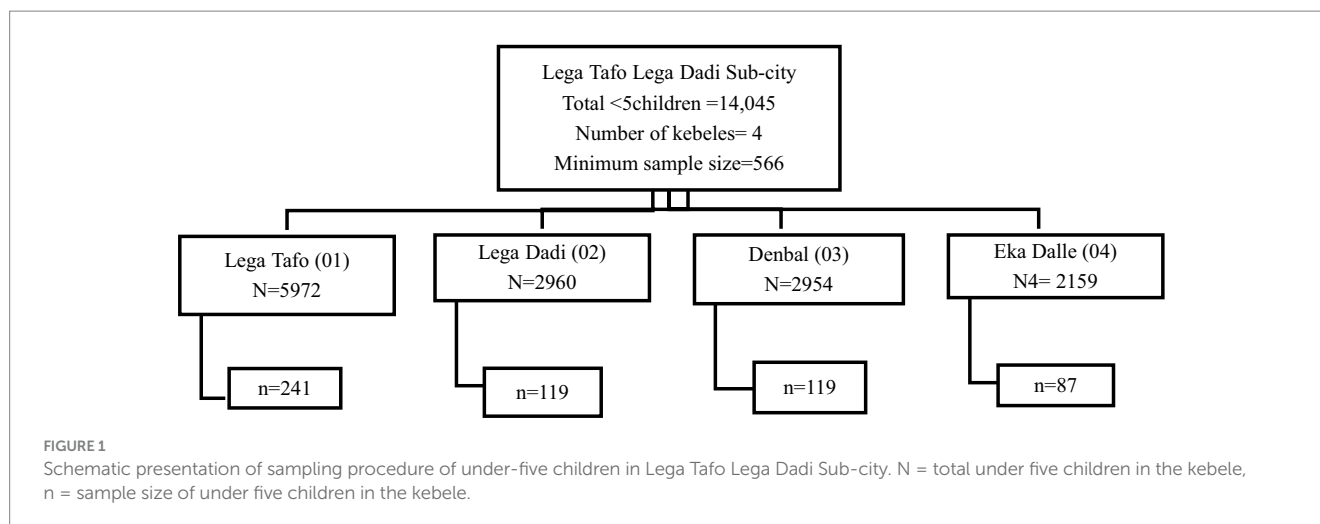 Lega Tafo Lega Dadi Sub-city
Total <5children =14,045
Number of kebeles= 4
Minimum sample size=566
Lega Tafo (01)
N=5972
Lega Dadi (02)
N=2960
Denbal (03)
N=2954
Eka Dalle (04)
N4= 2159
n=241
n=119
n=119
n=87
FIGURE 1
Schematic presentation of sampling procedure of under-five children in Lega Tafo Lega Dadi Sub-city. N = total under five children in the kebele,
n = sample size of under five children in the kebele.